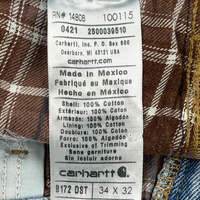 RN# 14806 100115
0421 2500039510
Carhartt, Inc. P.O. Box 600
Dearborn, MI 48121 USA
carhartt.com
Made in Mexico
Fabriqué au Mexique
Hecho en México
Shell: 100% Cotton
Extérieur: 100% Coton
Armazón: 100% Algodón
Lining: 100% Cotton
Doublure: 100% Coton
Forro: 100% Algodón
Exclusive of Trimming
Sans garniture
Sin incluir adorno
carhartt
B172 DST 34 X 32